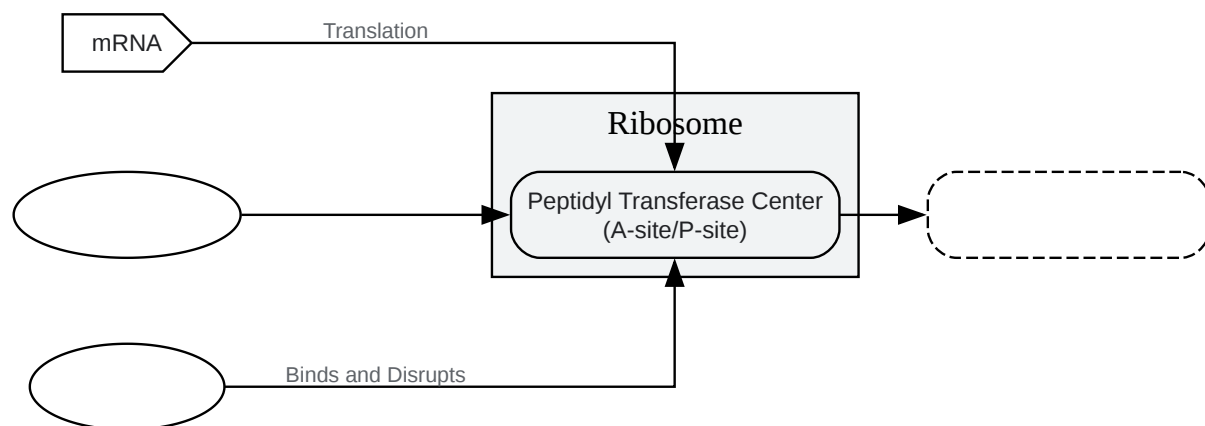 Translation
mRNA
Ribosome
Peptidyl Transferase Center
(A-site/P-site)
Binds and Disrupts